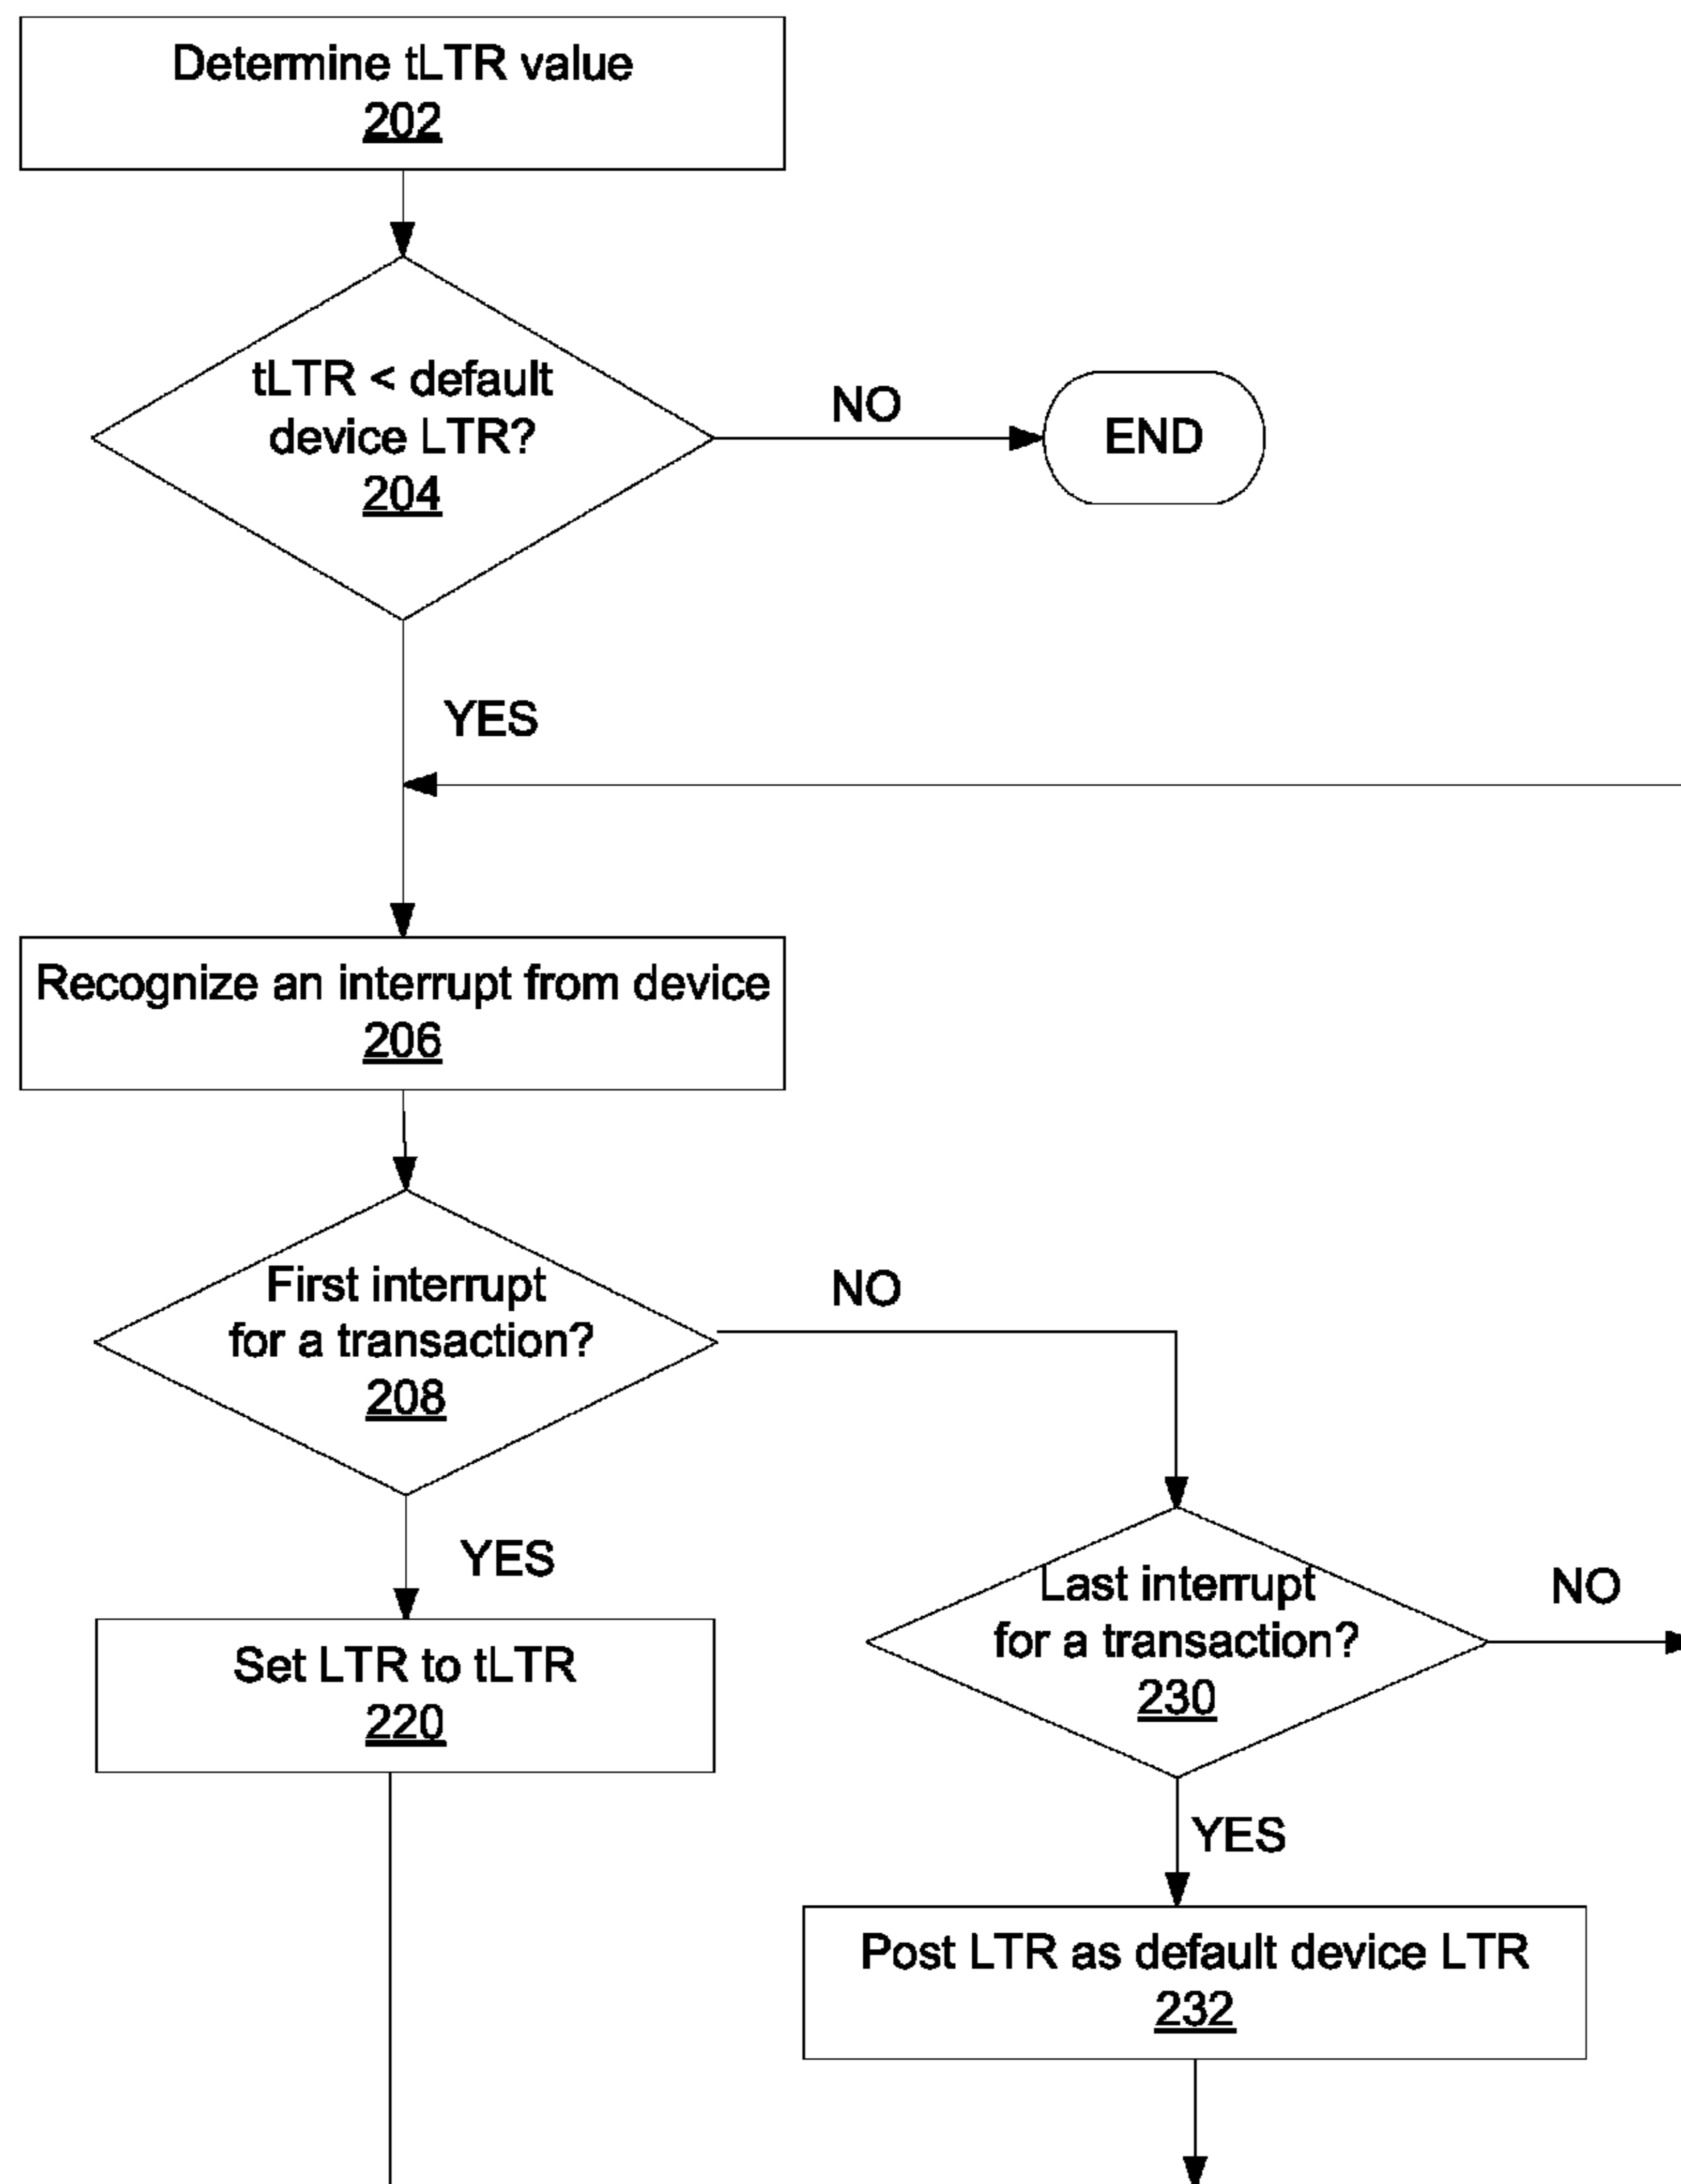 Determine tLTR value
202
tLTR < default
device LTR?
204
NO
END
YES
Recognize an interrupt from device
206
First interrupt
for a transaction?
208
NO
YES
Last interrupt
for a transaction?
230
NO
Set LTR to tLTR
220
YES
Post LTR as default device LTR
232